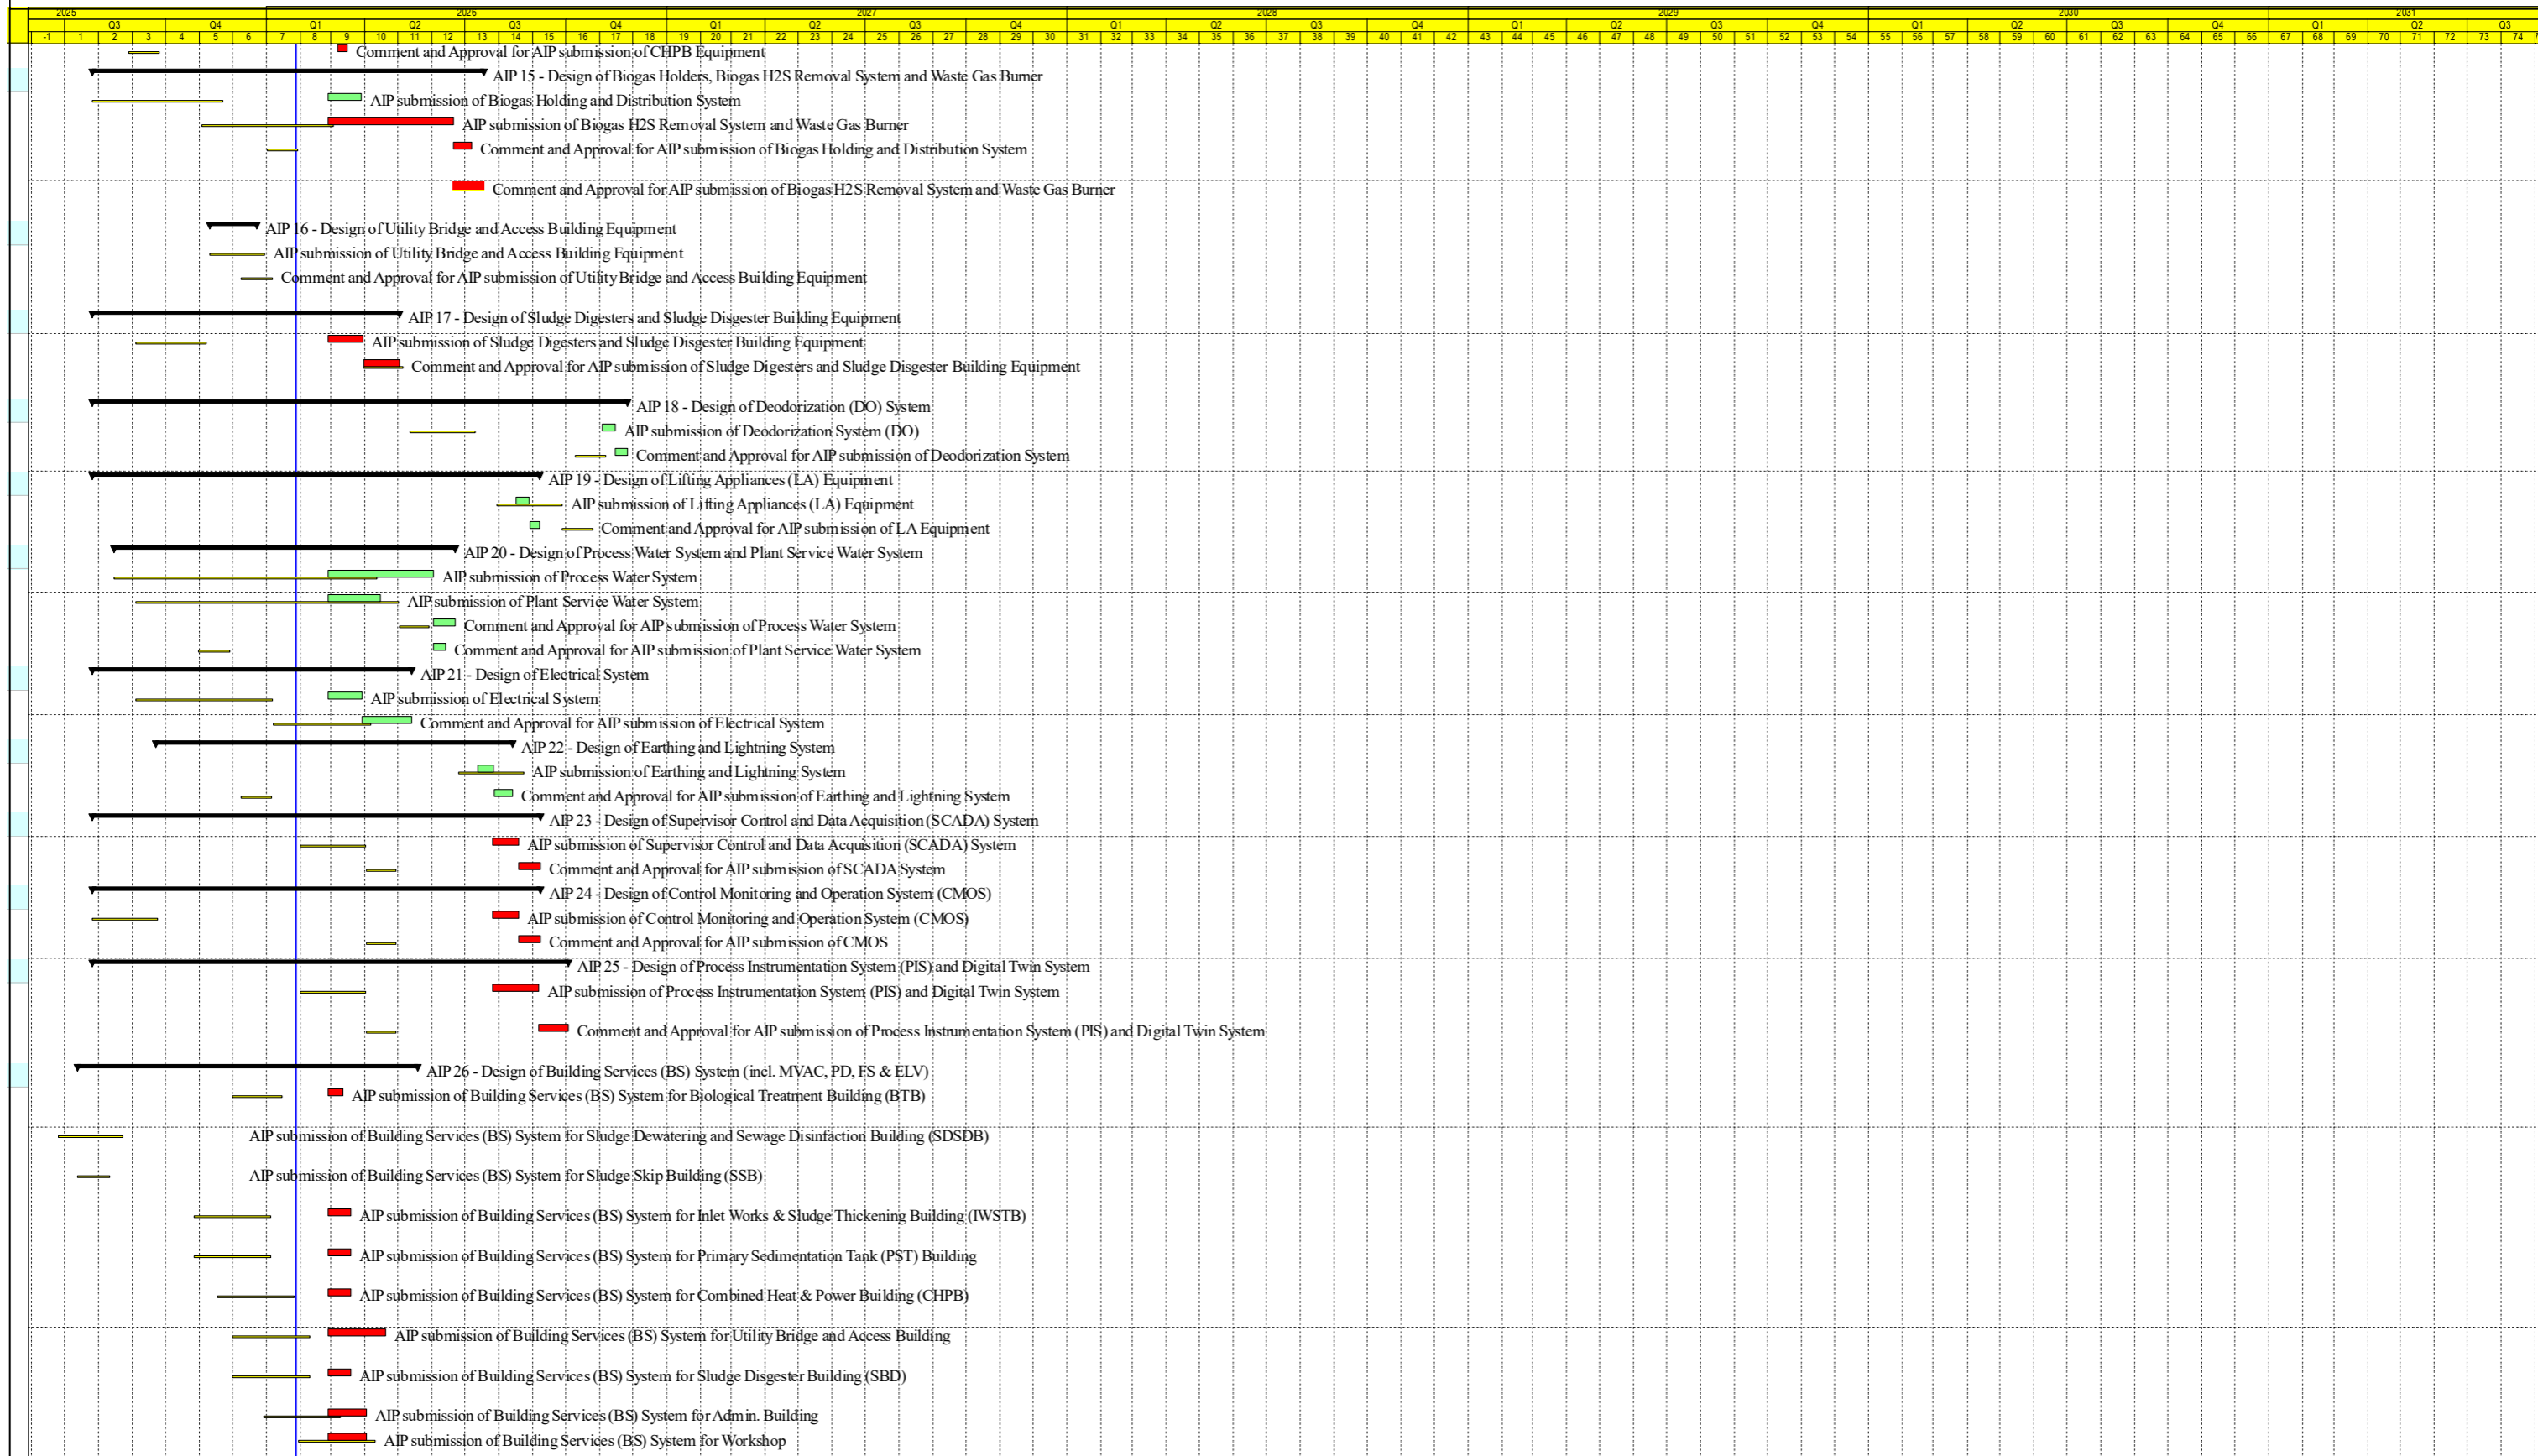 2025 2026 2027 2028 2029 2030 2031
Q3 Q4 Q1 Q2 Q3 Q4 Q1 Q2 Q3 Q4 Q1 Q2 Q3 Q4 Q1 Q2 Q3 Q4 Q1 Q2 Q3 Q4 Q1 Q2 Q3
-1 1 2 3 4 5 6 7 8 9 10 11 12 13 14 15 16 17 18 19 20 21 22 23 24 25 26 27 28 29 30 31 32 33 34 35 36 37 38 39 40 41 42 43 44 45 46 47 48 49 50 51 52 53 54 55 56 57 58 59 60 61 62 63 64 65 66 67 68 69 70 71 72 73 74
Comment and Approval for AIP submission of CHPB Equipment
AIP 15 - Design of Biogas Holders, Biogas H2S Removal System and Waste Gas Burner
AIP submission of Biogas Holding and Distribution System
AIP submission of Biogas H2S Removal System and Waste Gas Burner
Comment and Approval for AIP submission of Biogas Holding and Distribution System
Comment and Approval for AIP submission of Biogas H2S Removal System and Waste Gas Burner
AIP 16 - Design of Utility Bridge and Access Building Equipment
AIP submission of Utility Bridge and Access Building Equipment
Comment and Approval for AIP submission of Utility Bridge and Access Building Equipment
AIP 17 - Design of Sludge Digesters and Sludge Disgester Building Equipment
AIP submission of Sludge Digesters and Sludge Disgester Building Equipment
Comment and Approval for AIP submission of Sludge Digesters and Sludge Disgester Building Equipment
AIP 18 - Design of Deodorization (DO) System
AIP submission of Deodorization System (DO)
Comment and Approval for AIP submission of Deodorization System
AIP 19 - Design of Lifting Appliances (LA) Equipment
AIP submission of Lifting Appliances (LA) Equipment
Comment and Approval for AIP submission of LA Equipment
AIP 20 - Design of Process Water System and Plant Service Water System
AIP submission of Process Water System
AIP submission of Plant Service Water System
Comment and Approval for AIP submission of Process Water System
Comment and Approval for AIP submission of Plant Service Water System
AIP 21 - Design of Electrical System
AIP submission of Electrical System
Comment and Approval for AIP submission of Electrical System
AIP 22 - Design of Earthing and Lightning System
AIP submission of Earthing and Lightning System
Comment and Approval for AIP submission of Earthing and Lightning System
AIP 23 - Design of Supervisor Control and Data Acquisition (SCADA) System
AIP submission of Supervisor Control and Data Acquisition (SCADA) System
Comment and Approval for AIP submission of SCADA System
AIP 24 - Design of Control Monitoring and Operation System (CMOS)
AIP submission of Control Monitoring and Operation System (CMOS)
Comment and Approval for AIP submission of CMOS
AIP 25 - Design of Process Instrumentation System (PIS) and Digital Twin System
AIP submission of Process Instrumentation System (PIS) and Digital Twin System
Comment and Approval for AIP submission of Process Instrumentation System (PIS) and Digital Twin System
AIP 26 - Design of Building Services (BS) System (incl. MVAC, PD, FS & ELV)
AIP submission of Building Services (BS) System for Biological Treatment Building (BTB)
AIP submission of Building Services (BS) System for Sludge Dewatering and Sewage Disinfaction Building (SDSDB)
AIP submission of Building Services (BS) System for Sludge Skip Building (SSB)
AIP submission of Building Services (BS) System for Inlet Works & Sludge Thickening Building (IWSTB)
AIP submission of Building Services (BS) System for Primary Sedimentation Tank (PST) Building
AIP submission of Building Services (BS) System for Combined Heat & Power Building (CHPB)
AIP submission of Building Services (BS) System for Utility Bridge and Access Building
AIP submission of Building Services (BS) System for Sludge Disgester Building (SBD)
AIP submission of Building Services (BS) System for Admin. Building
AIP submission of Building Services (BS) System for Workshop